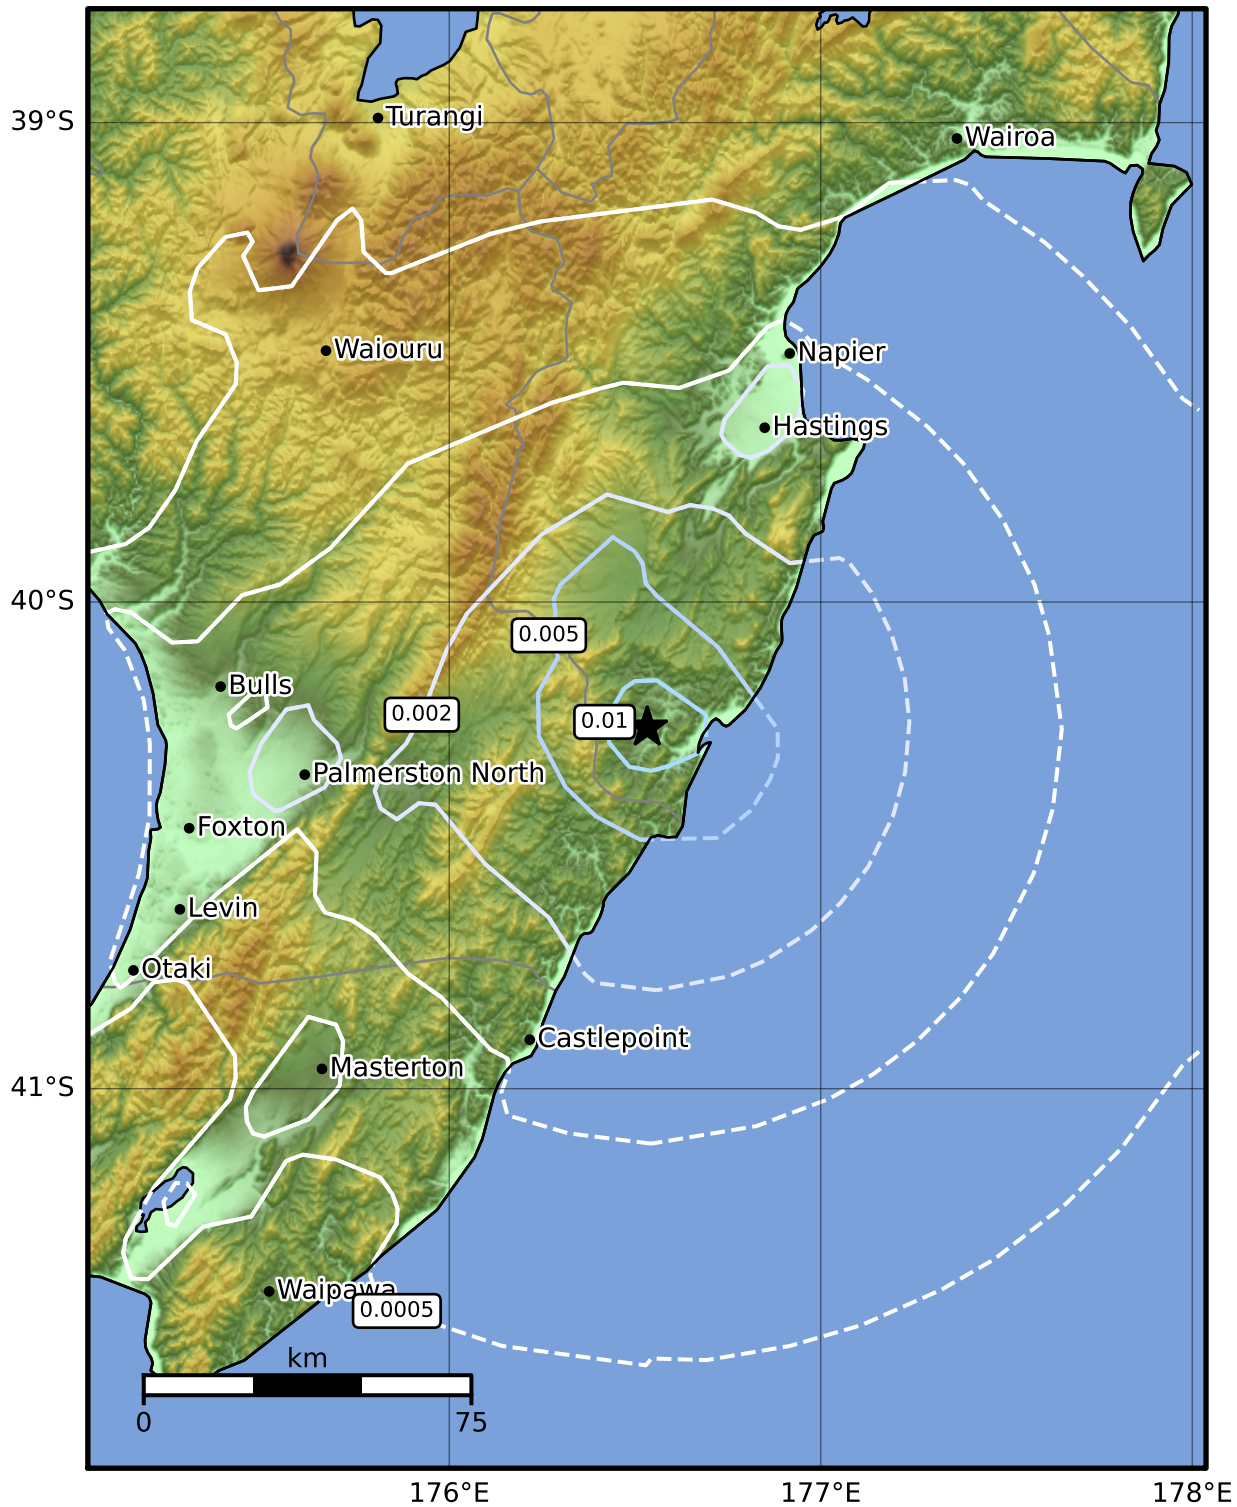 39°S
Turangi
Wairoa
Waiouru
Napier
Hastings
40°S
0.005
Bulls
0.002
0.01
Palmerston North
Foxton
Levin
Otaki
Castlepoint
Masterton
41°S
Waipawa
0.0005
km
0 75
176°E 177°E 178°E